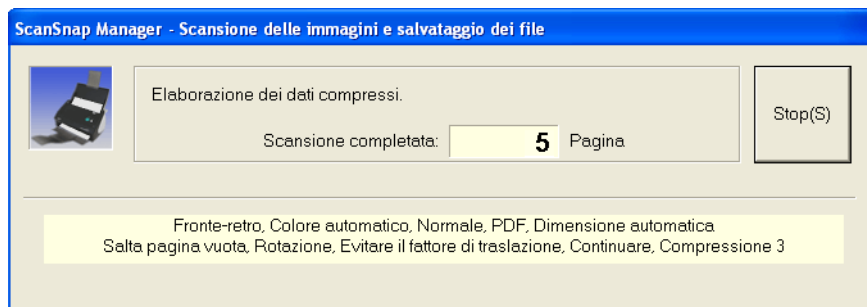 ScanSnap Manager - Scansione delle immagini e salvataggio dei file
Elaborazione dei dati compressi.
Stop(S)
Scansione completata: 5 Pagina
Fronte-retro, Colore automatico, Normale, PDF, Dimensione automatica
Salta pagina vuota, Rotazione, Evitare il fattore di traslazione, Continuare, Compressione 3